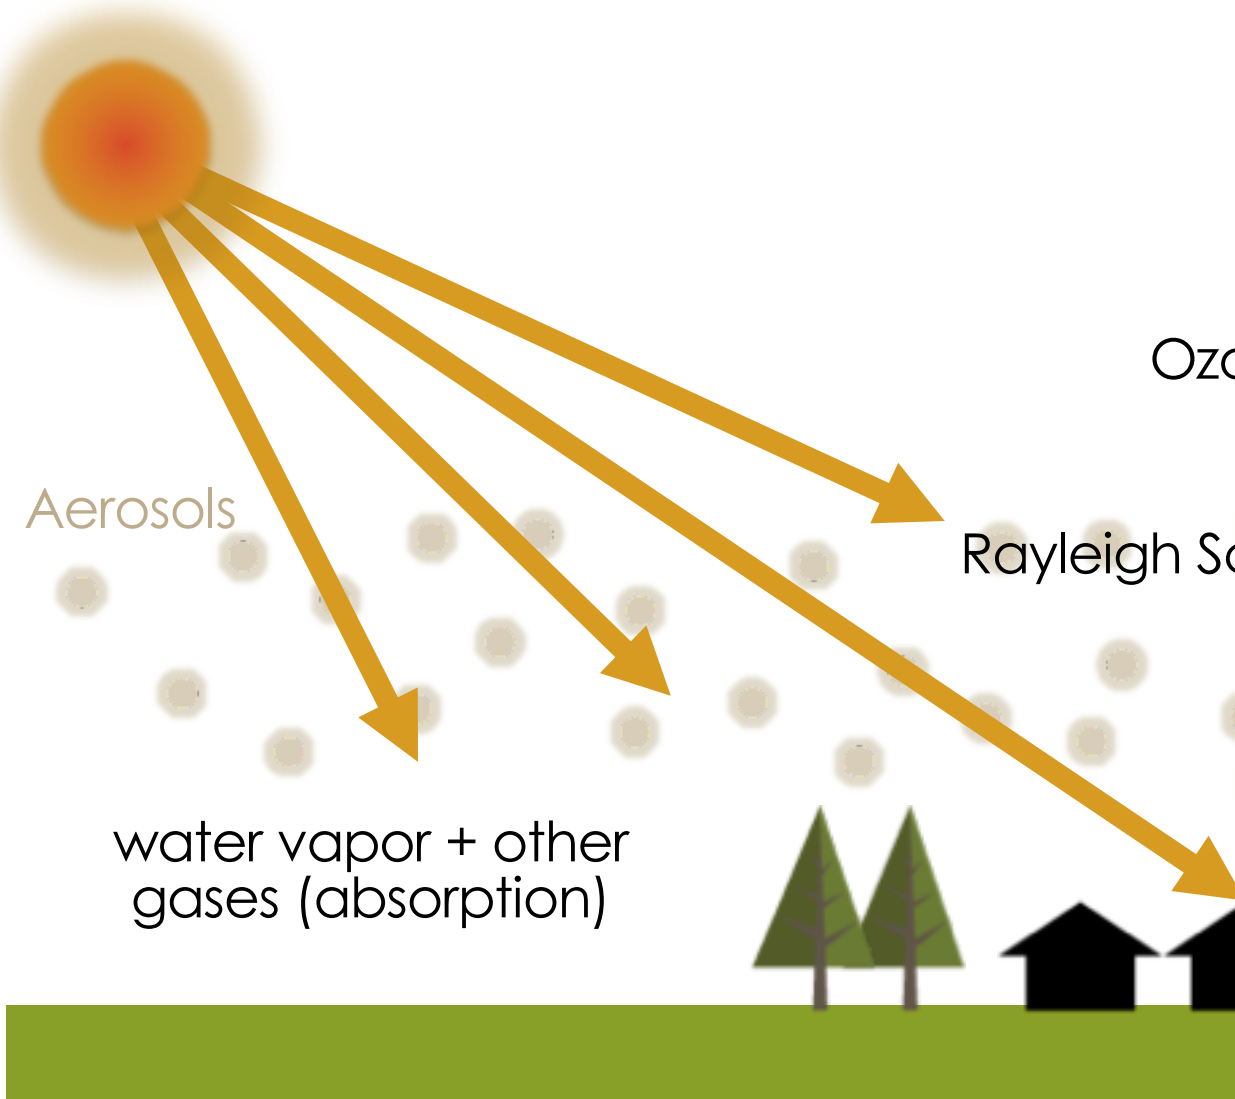 Aerosols
Rayleigh
water vapor + other
gases (absorption)